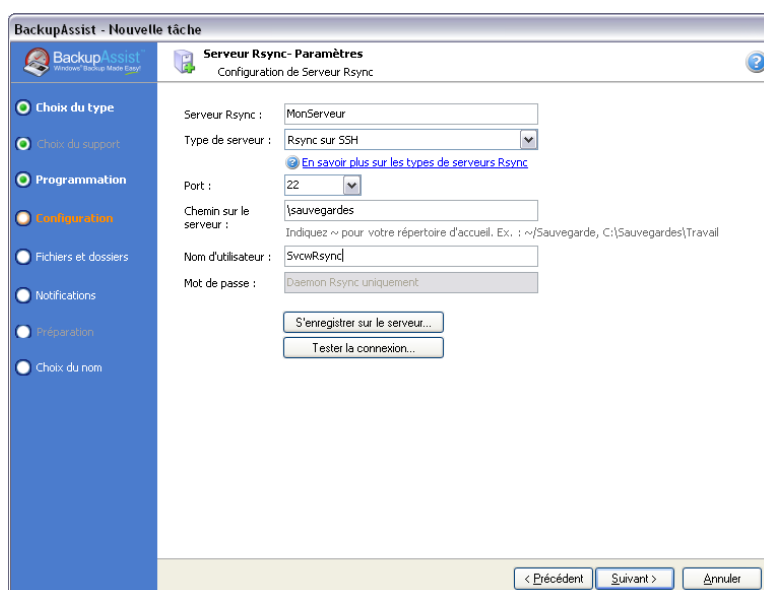 BackupAssist - Nouvelle tâche
BackupAssist™
Windows® Backup Made Easy!
Serveur Rsync- Paramètres
Configuration de Serveur Rsync
Choix du type
Choix du support
Programmation
Configuration
Fichiers et dossiers
Notifications
Préparation
Choix du nom
Serveur Rsync :
MonServeur
Type de serveur :
Rsync sur SSH
En savoir plus sur les types de serveurs Rsync
Port :
22
Chemin sur le
serveur :
\sauvegardes
Indiquez ~ pour votre répertoire d'accueil. Ex. : ~/Sauvegarde, C:\Sauvegardes\Travail
Nom d'utilisateur :
SvcwRsync
Mot de passe :
Daemon Rsync uniquement
S'enregistrer sur le serveur...
Tester la connexion...
< Précédent
Suivant >
Annuler